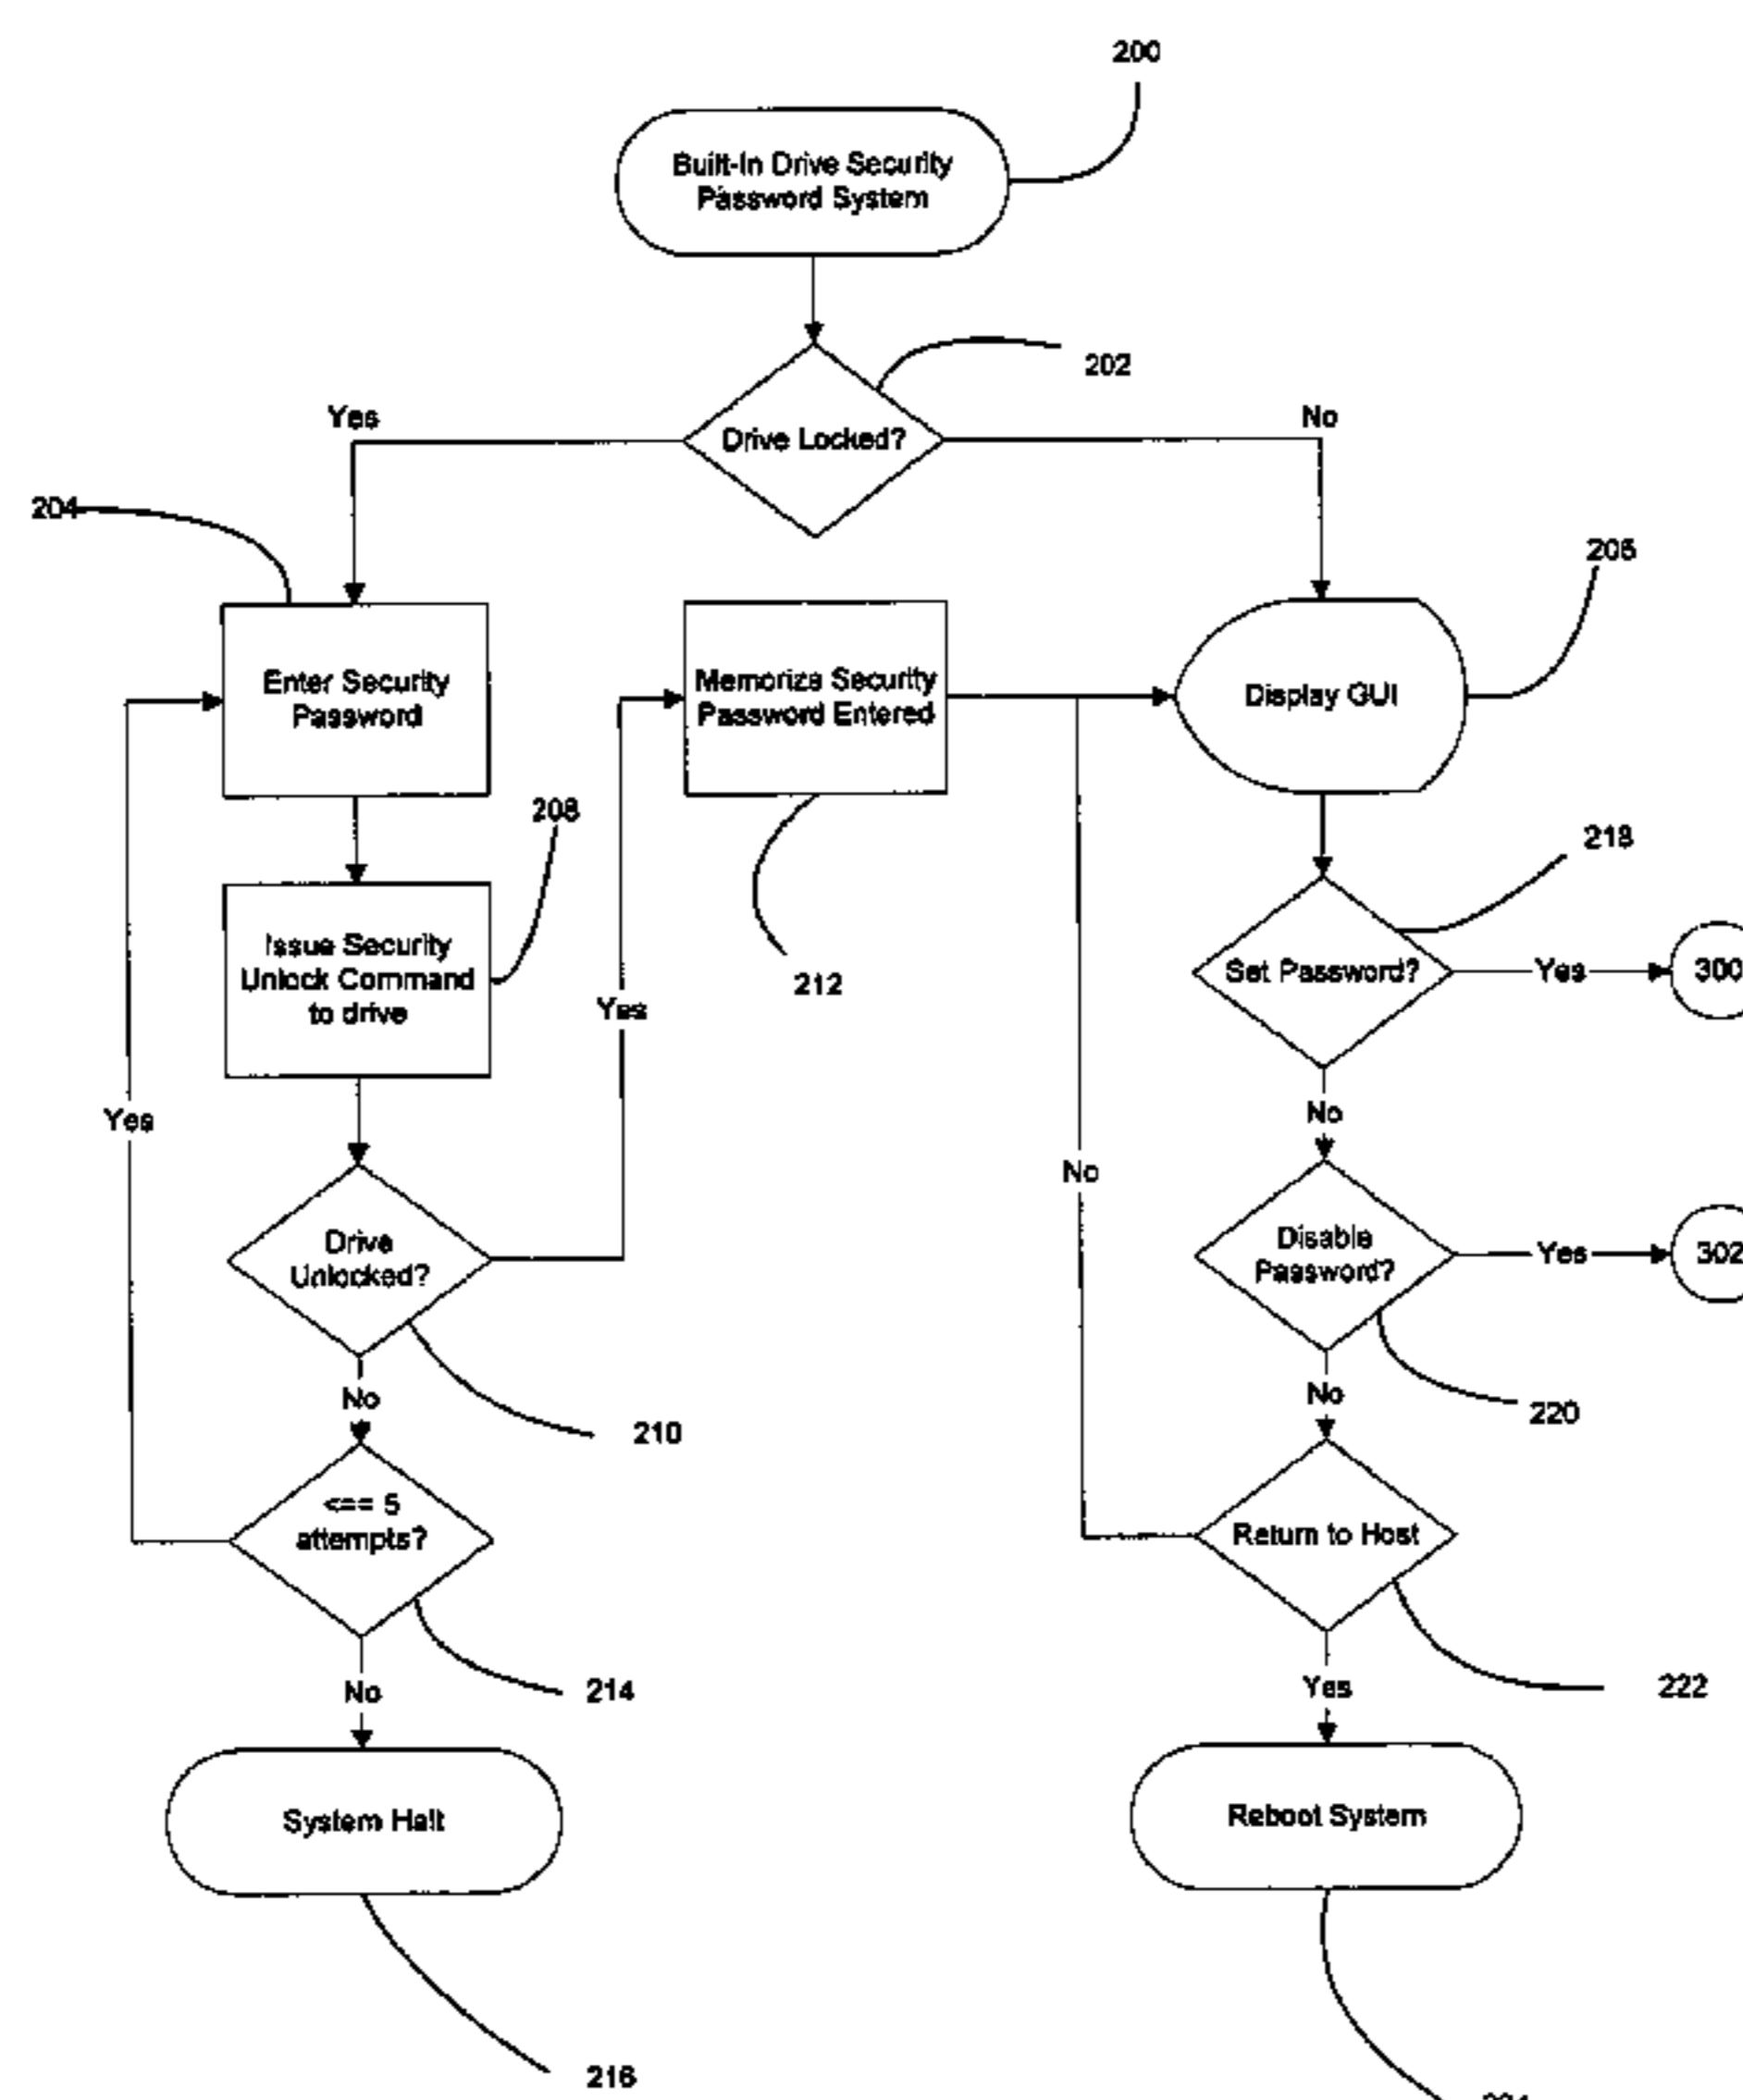 200
Built-In Drive Security
Password System
202
Yes
Drive Locked?
No
204
206
Enter Security
Password
Memorize Security
Password Entered
Display GUI
208
218
Issue Security
Unlock Command
to drive
212
Set Password?
Yes
300
Yes
Yes
No
No
Drive
Unlocked?
Disable
Password?
Yes
302
No
210
No
220
<== 5
attempts?
Return to Host
214
No
Yes
222
System Halt
Reboot System
216